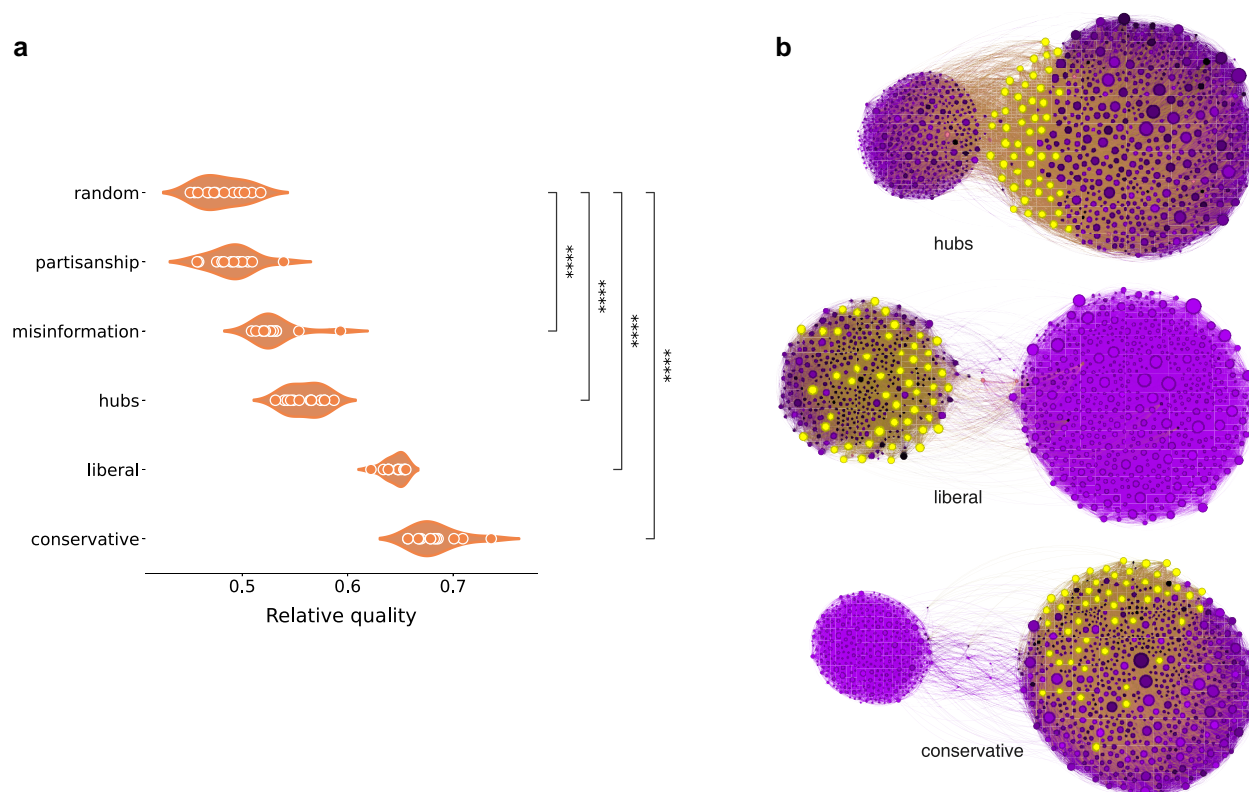 a
random
partisanship
misinformation
hubs
liberal
conservative
0.5 0.6 0.7
Relative quality
****
****
****
****
b
hubs
liberal
conservative